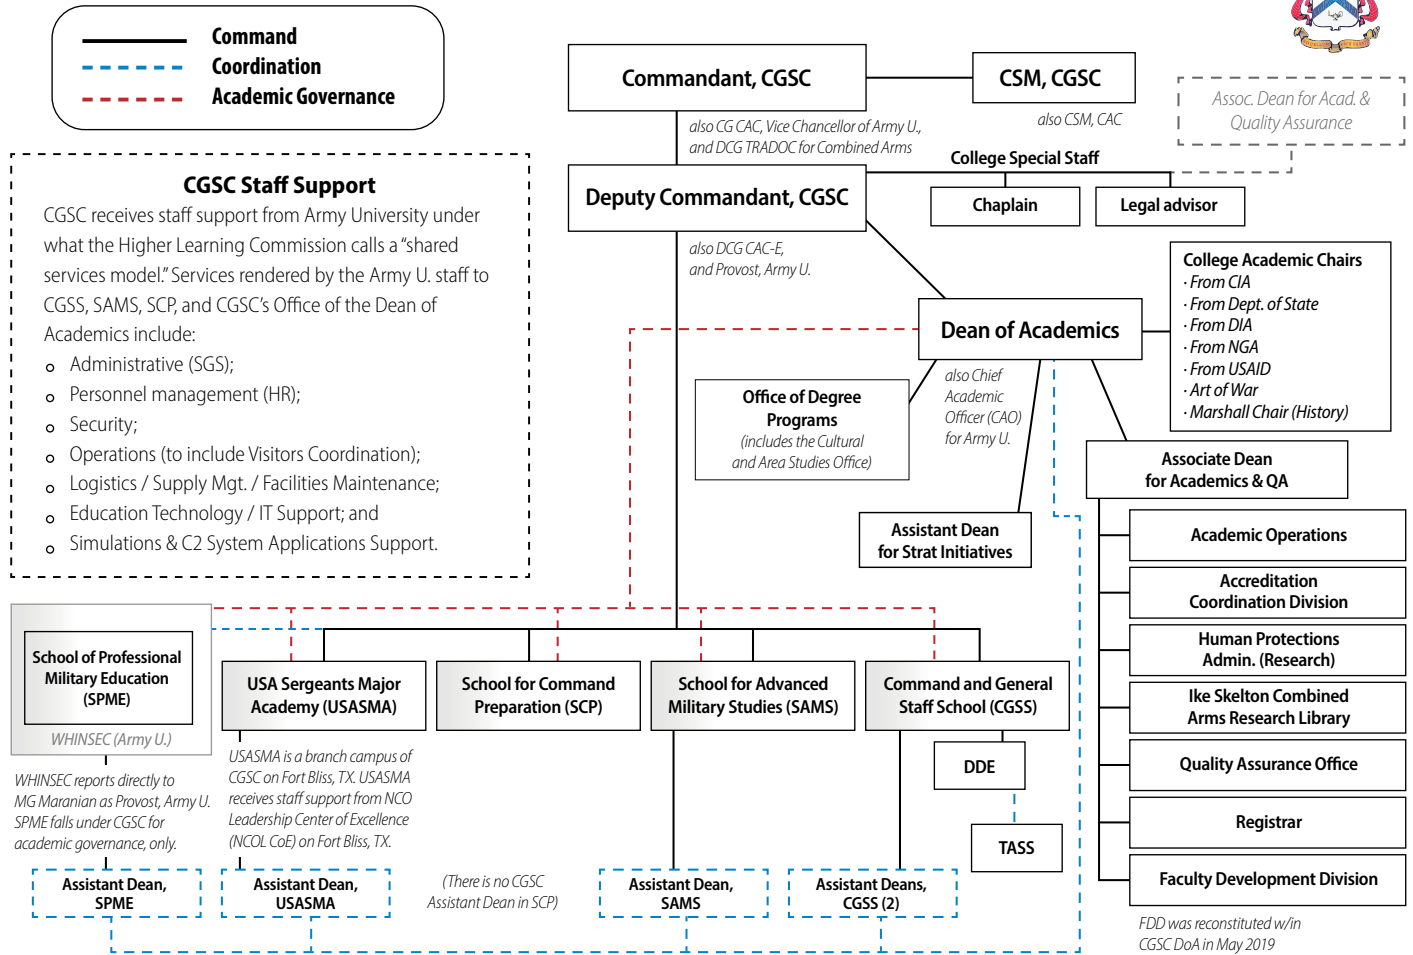 Command
Coordination
Academic Governance
Commandant, CGSC
also CG CAC, Vice Chancellor of Army U.,
and DCG TRADOC for Combined Arms
CSM, CGSC
also CSM, CAC
Assoc. Dean for Acad. &
Quality Assurance
College Special Staff
Chaplain
Legal advisor
Deputy Commandant, CGSC
also DCG CAC-E,
and Provost, Army U.
CGSC Staff Support
CGSC receives staff support from Army University under
what the Higher Learning Commission calls a “shared
services model.” Services rendered by the Army U. staff to
CGSS, SAMS, SCP, and CGSC’s Office of the Dean of
Academics include:
Administrative (SGS);
Personnel management (HR);
Security;
Operations (to include Visitors Coordination);
Logistics / Supply Mgt. / Facilities Maintenance;
Education Technology / IT Support; and
Simulations & C2 System Applications Support.
Dean of Academics
also Chief
Academic
Officer (CAO)
for Army U.
College Academic Chairs
· From CIA
· From Dept. of State
· From DIA
· From NGA
· From USAID
· Art of War
· Marshall Chair (History)
Office of Degree
Programs
(includes the Cultural
and Area Studies Office)
Assistant Dean
for Strat Initiatives
Associate Dean
for Academics & QA
Academic Operations
Accreditation
Coordination Division
Human Protections
Admin. (Research)
Ike Skelton Combined
Arms Research Library
Quality Assurance Office
Registrar
Faculty Development Division
FDD was reconstituted w/in
CGSC DoA in May 2019
School of Professional
Military Education
(SPME)
WHINSEC (Army U.)
WHINSEC reports directly to
MG Maranian as Provost, Army U.
SPME falls under CGSC for
academic governance, only.
USA Sergeants Major
Academy (USASMA)
USASMA is a branch campus of
CGSC on Fort Bliss, TX. USASMA
receives staff support from NCO
Leadership Center of Excellence
(NCOL CoE) on Fort Bliss, TX.
School for Command
Preparation (SCP)
School for Advanced
Military Studies (SAMS)
Command and General
Staff School (CGSS)
DDE
TASS
Assistant Dean,
SPME
Assistant Dean,
USASMA
(There is no CGSC
Assistant Dean in SCP)
Assistant Dean,
SAMS
Assistant Deans,
CGSS (2)